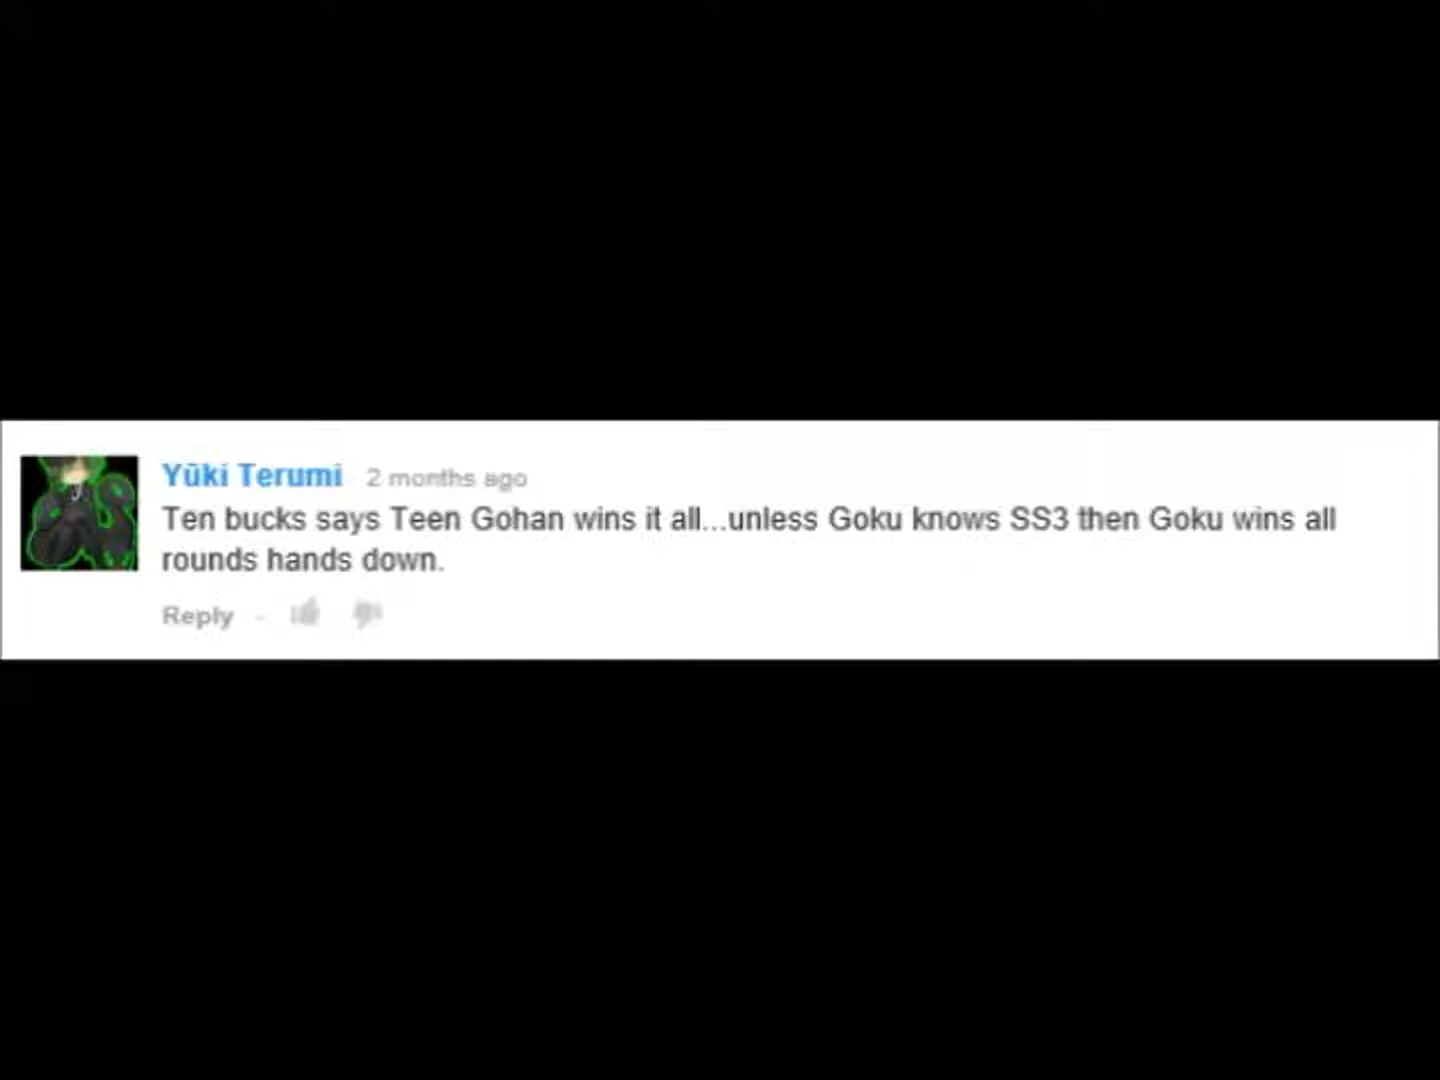 Yūki Terumi 2 months ago
Ten bucks says Teen Gohan wins it all...unless Goku knows SS3 then Goku wins all
rounds hands down.
Reply -